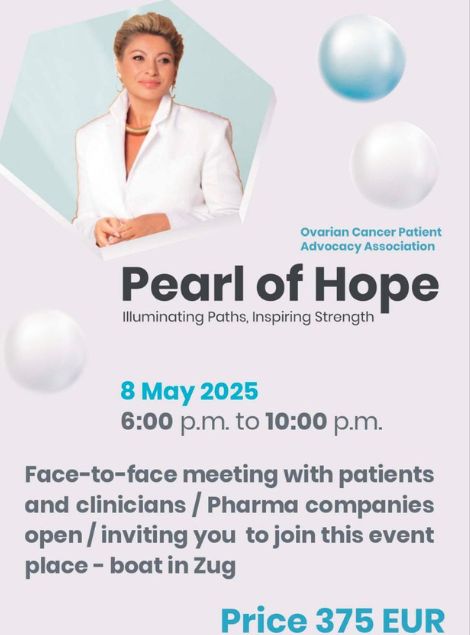 Ovarian Cancer Patient
Advocacy Association
Pearl of Hope
Illuminating Paths, Inspiring Strength
8 May 2025
6:00 p.m. to 10:00 p.m.
Face-to-face meeting with patients
and clinicians / Pharma companies
open / inviting you to join this event
place - boat in Zug
Price 375 EUR